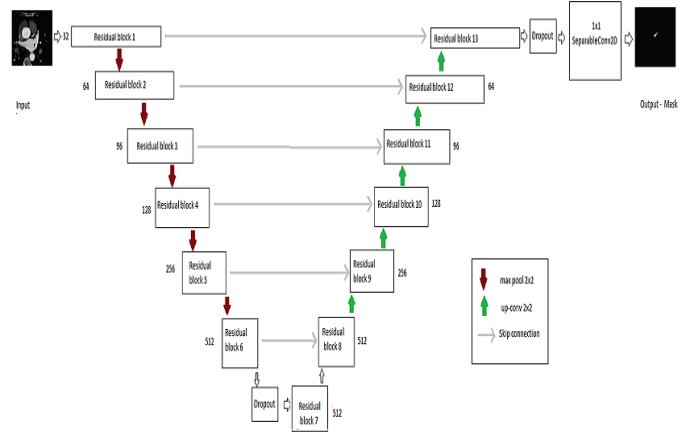 32
Residual block 1
Residual block 13
Dropout
1x1
SeparableConv2D
Input
Output - Mask
64
Residual block 2
Residual block 12
64
96
Residual block 3
Residual block 11
96
128
Residual block 4
Residual block 10
128
256
Residual
block 5
Residual
block 9
256
512
Residual
block 6
Residual
block 8
512
Dropout
Residual
block 7
512
max pool 2x2
up-conv 2x2
Skip connection